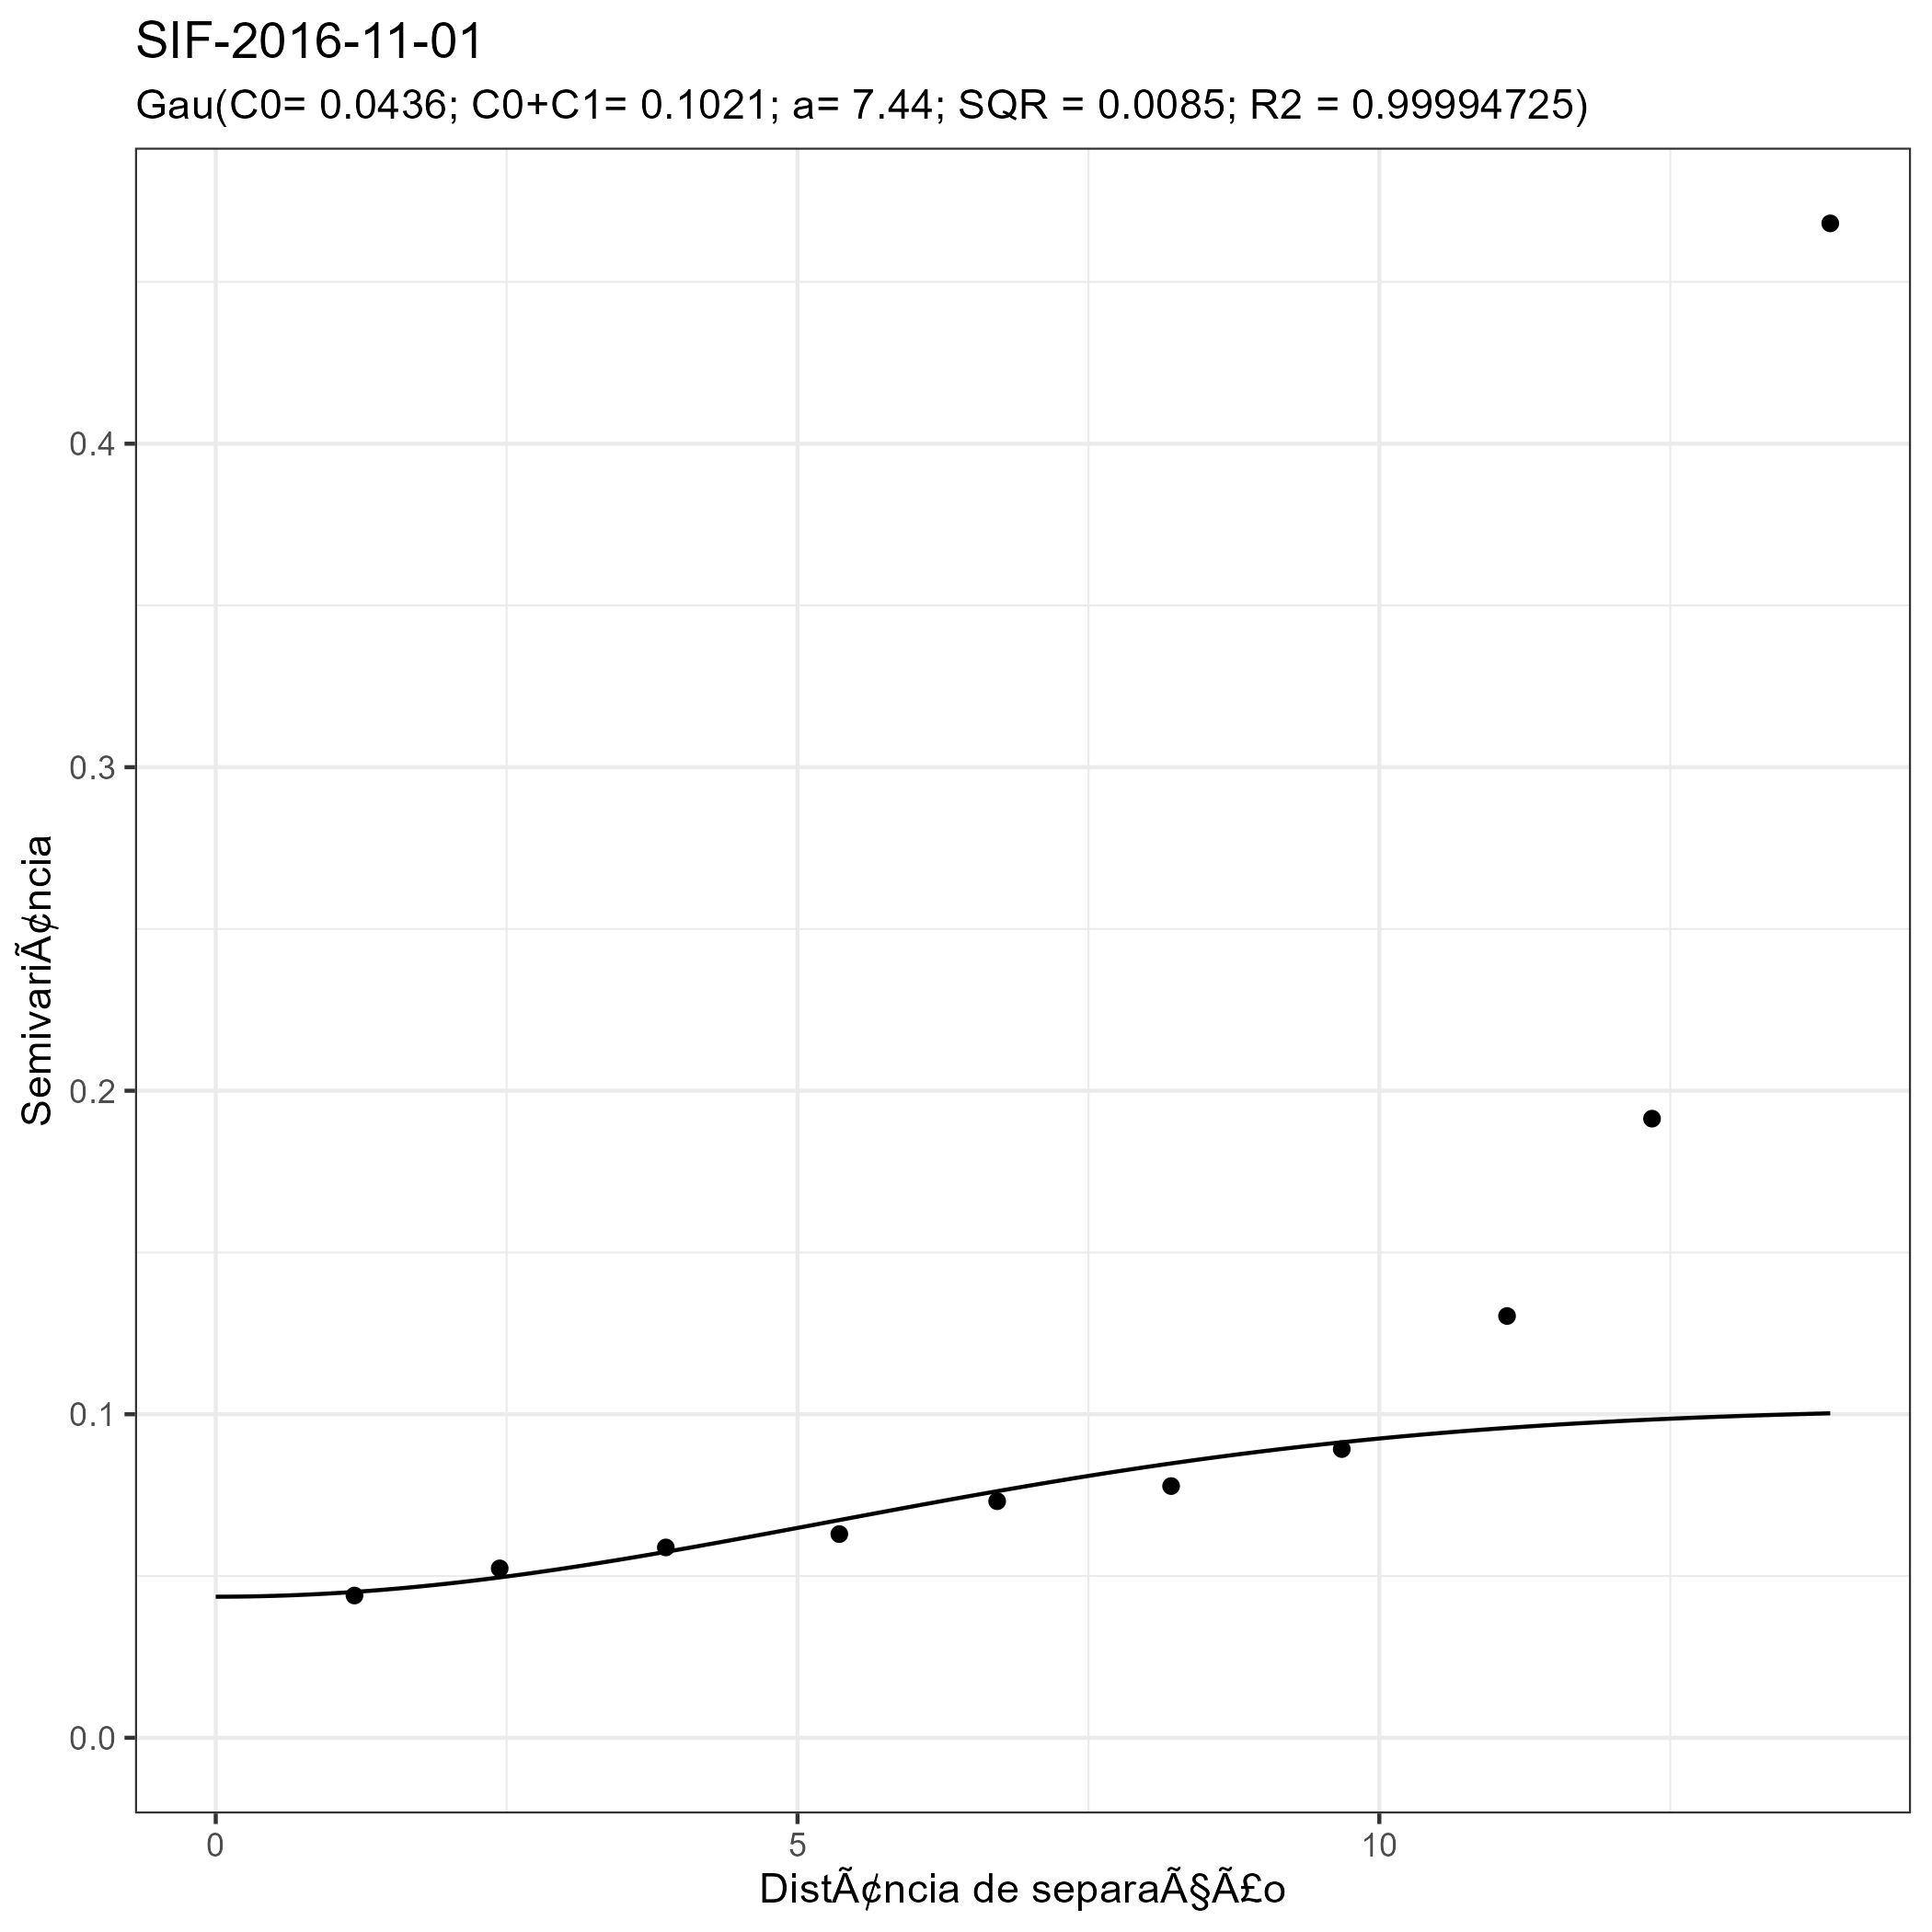 SIF-2016-11-01
Gau(C0= 0.0436; C0+C1= 0.1021; a= 7.44; SQR = 0.0085; R2 = 0.99994725)
SemivariÃ¢ncia
0.4
0.3
0.2
0.1
0.0
0 5 10
DistÃ¢ncia de separaÃ§Ã£o